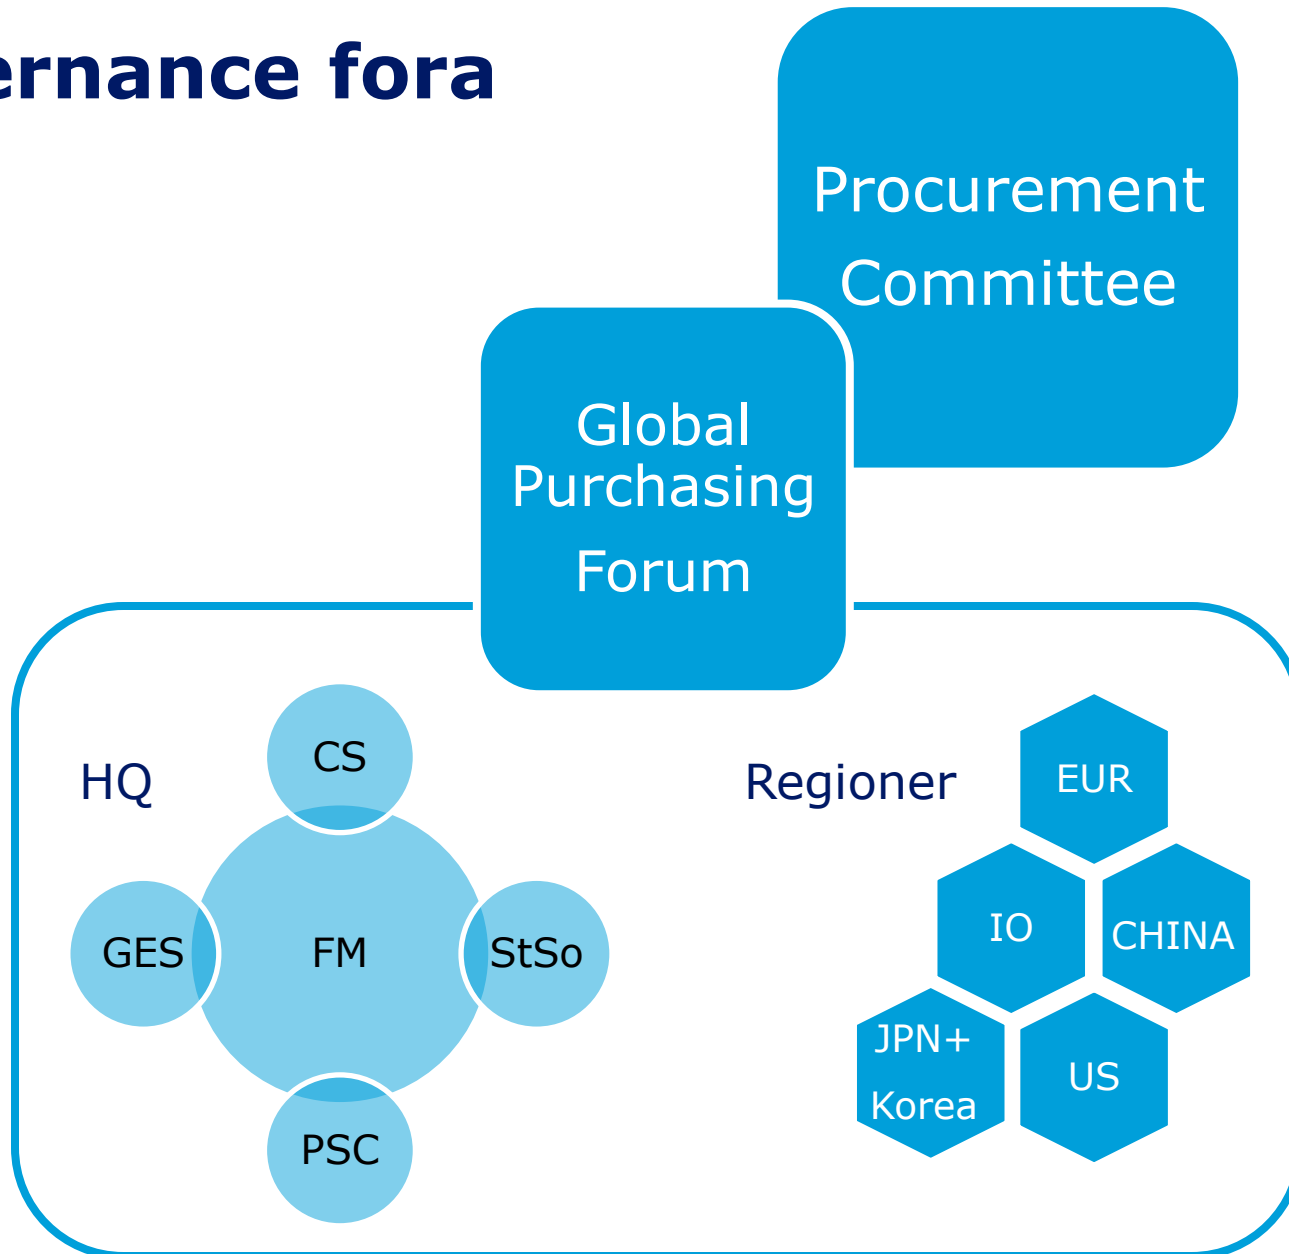 ernance fora
Procurement
Committee
Global
Purchasing
Forum
HQ
CS
GES
FM
StSo
PSC
Regioner
EUR
IO
CHINA
JPN+
Korea
US